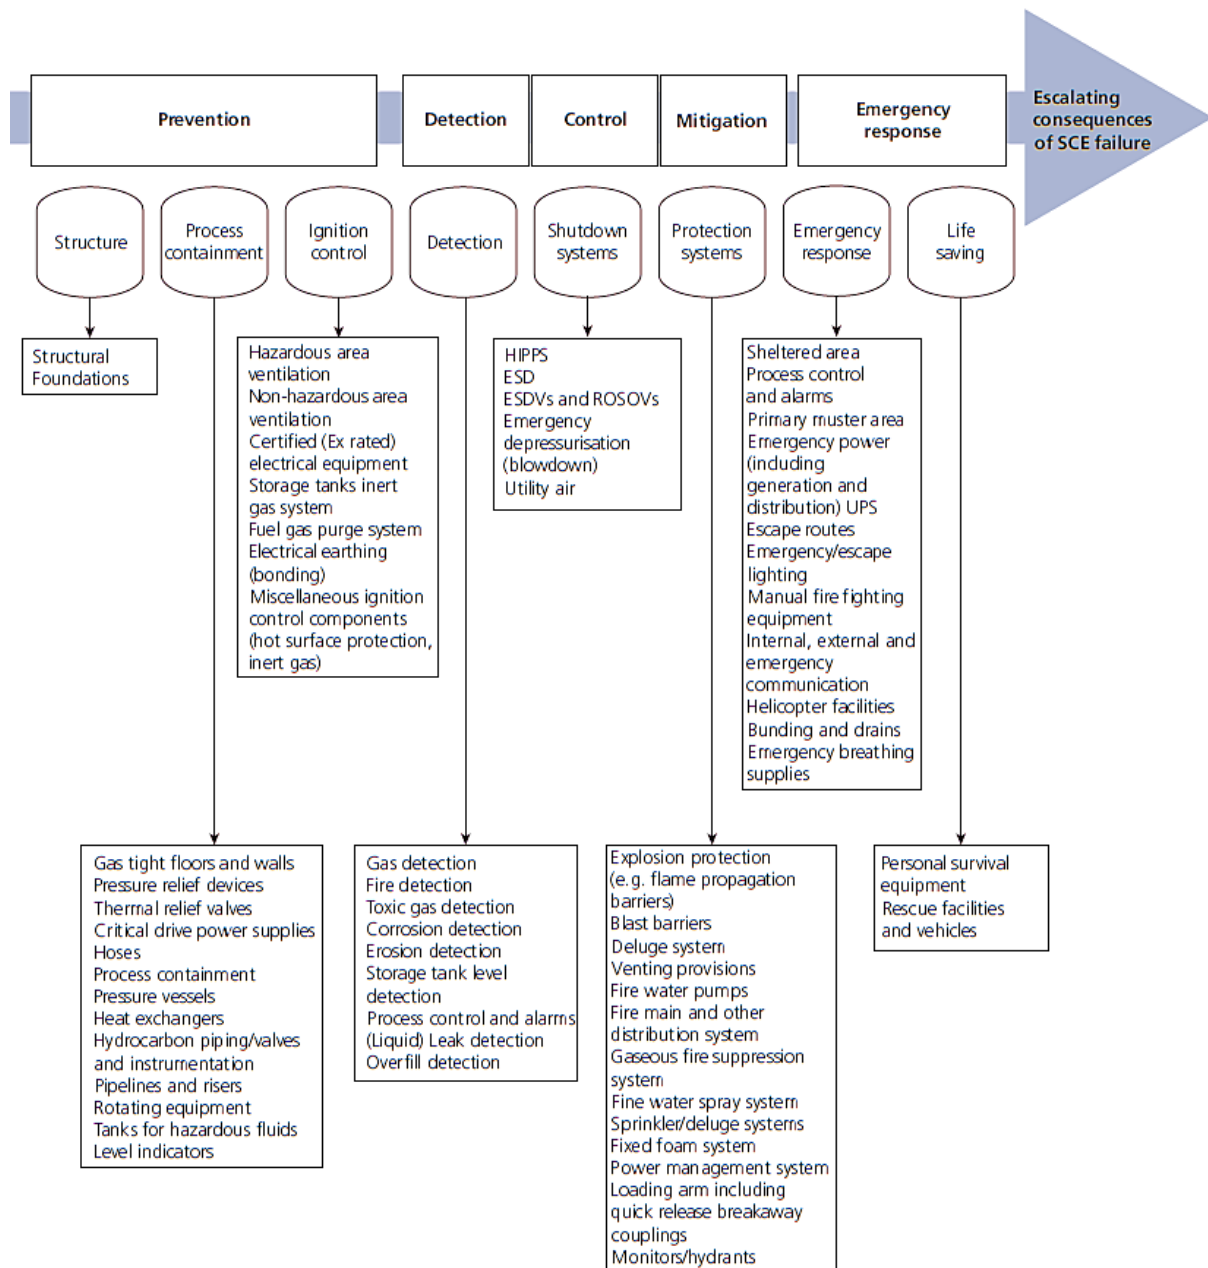 Prevention
Detection
Control
Mitigation
Emergency
response
Escalating
consequences
of SCE failure
Structure
Process
containment
Ignition
control
Detection
Shutdown
systems
Protection
systems
Emergency
response
Life
saving
Structural
Foundations
Hazardous area
ventilation
Non-hazardous area
ventilation
Certified (Ex rated)
electrical equipment
Storage tanks inert
gas system
Fuel gas purge system
Electrical earthing
(bonding)
Miscellaneous ignition
control components
(hot surface protection,
inert gas)
HIPPS
ESD
ESDVs and ROSOVs
Emergency
depressurisation
(blowdown)
Utility air
Sheltered area
Process control
and alarms
Primary muster area
Emergency power
(including
generation and
distribution) UPS
Escape routes
Emergency/escape
lighting
Manual fire fighting
equipment
Internal, external and
emergency
communication
Helicopter facilities
Bunding and drains
Emergency breathing
supplies
Gas tight floors and walls
Pressure relief devices
Thermal relief valves
Critical drive power supplies
Hoses
Process containment
Pressure vessels
Heat exchangers
Hydrocarbon piping/valves
and instrumentation
Pipelines and risers
Rotating equipment
Tanks for hazardous fluids
Level indicators
Gas detection
Fire detection
Toxic gas detection
Corrosion detection
Erosion detection
Storage tank level
detection
Process control and alarms
(Liquid) Leak detection
Overfill detection
Explosion protection
(e.g. flame propagation
barriers)
Blast barriers
Deluge system
Venting provisions
Fire water pumps
Fire main and other
distribution system
Gaseous fire suppression
system
Fine water spray system
Sprinkler/deluge systems
Fixed foam system
Power management system
Loading arm including
quick release breakaway
couplings
Monitors/hydrants
Personal survival
equipment
Rescue facilities
and vehicles